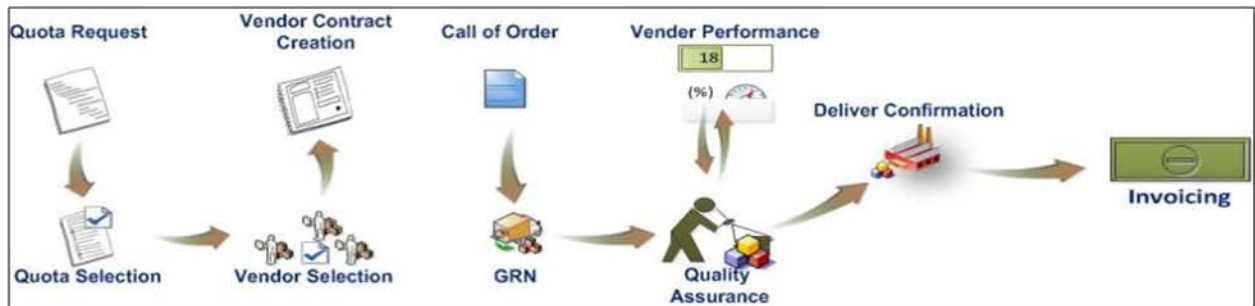 Quota Request
Vendor Contract
Creation
Call of Order
Vender Performance
18
(%)
Deliver Confirmation
Invoicing
Quota Selection
Vendor Selection
GRN
Quality
Assurance